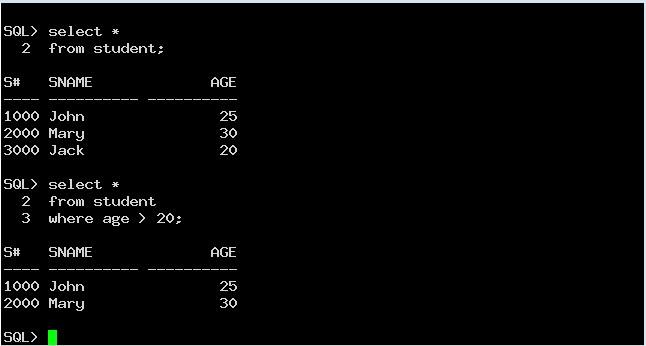 SQL> select *
  2  from student;
S#   SNAME             AGE
---- ---------- ----------
1000 John               25
2000 Mary               30
3000 Jack               20
SQL> select *
  2  from student
  3  where age > 20;
S#   SNAME             AGE
---- ---------- ----------
1000 John               25
2000 Mary               30
SQL>